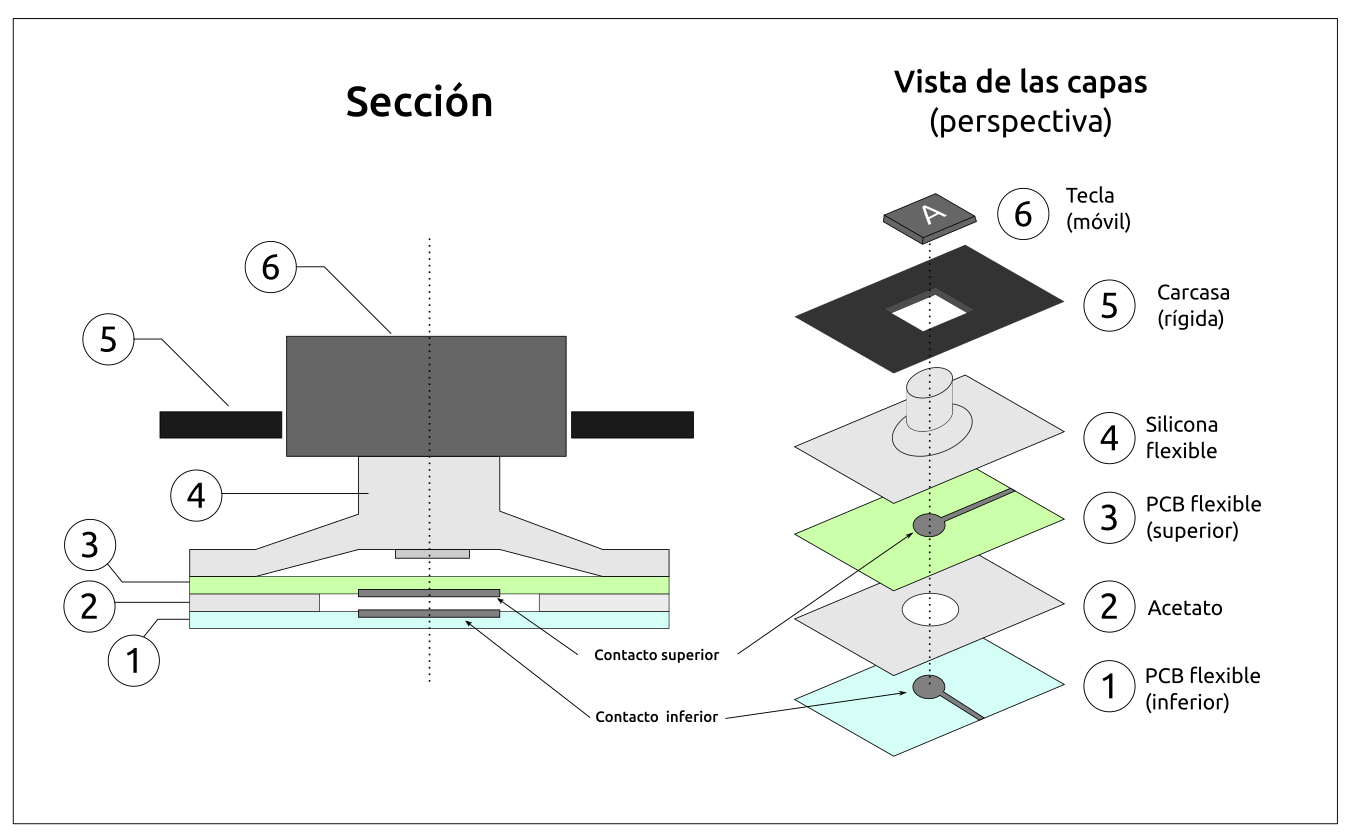 Sección
6
5
4
3
2
1
Contacto superior
Contacto inferior
Vista de las capas
(perspectiva)
A
6
Tecla
(móvil)
5
Carcasa
(rígida)
4
Silicona
flexible
3
PCB flexible
(superior)
2
Acetato
1
PCB flexible
(inferior)